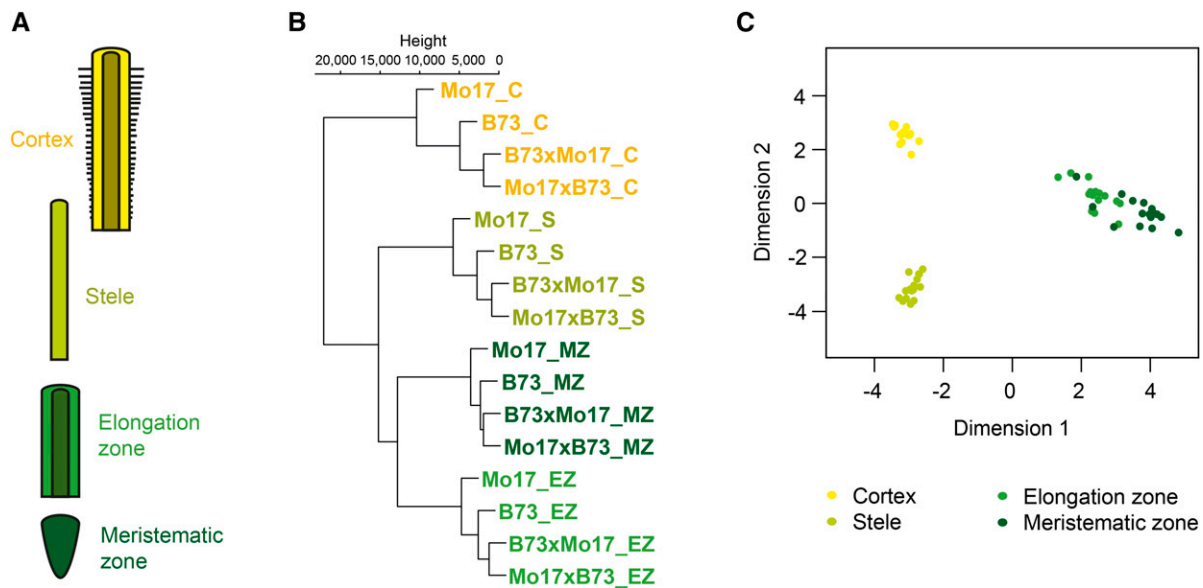 A
Cortex
Stele
Elongation
zone
Meristematic
zone
B
Height
20,000 15,000 10,000 5,000 0
Mo17_C
B73_C
B73xMo17_C
Mo17xB73_C
Mo17_S
B73_S
B73xMo17_S
Mo17xB73_S
Mo17_MZ
B73_MZ
B73xMo17_MZ
Mo17xB73_MZ
Mo17_EZ
B73_EZ
B73xMo17_EZ
Mo17xB73_EZ
C
Dimension 2
4
2
0
-2
-4
-4 -2 0 2 4
Dimension 1
Cortex
Stele
Elongation zone
Meristematic zone